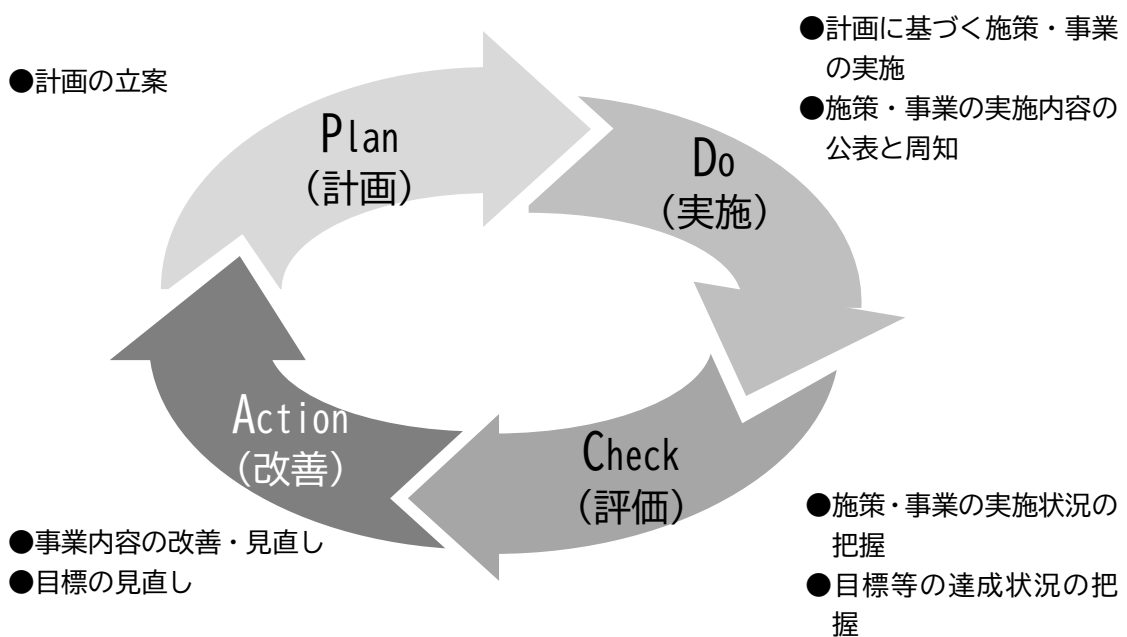 ●計画の立案
Plan
（計画）
●計画に基づく施策・事業
の実施
●施策・事業の実施内容の
公表と周知
Do
（実施）
Check
（評価）
●施策・事業の実施状況の
把握
●目標等の達成状況の把
握
Action
（改善）
●事業内容の改善・見直し
●目標の見直し